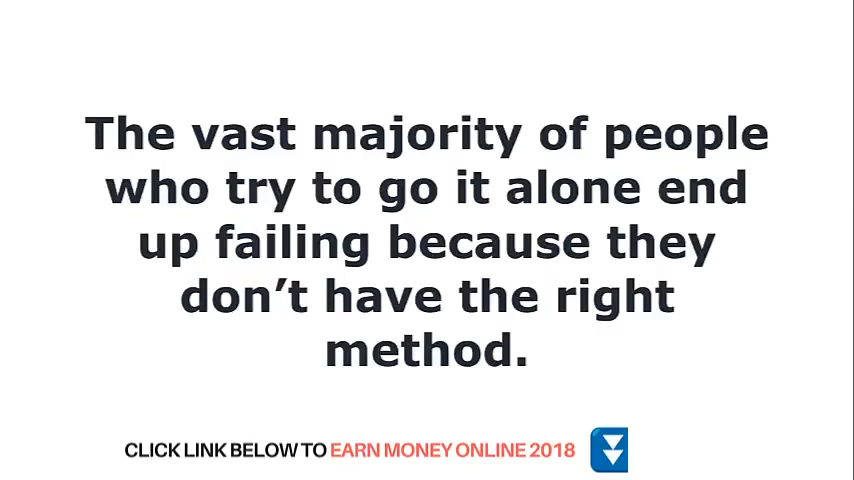 The vast majority of people
who try to go it alone end
up failing because they
don’t have the right
method.
CLICK LINK BELOW TO EARN MONEY ONLINE 2018